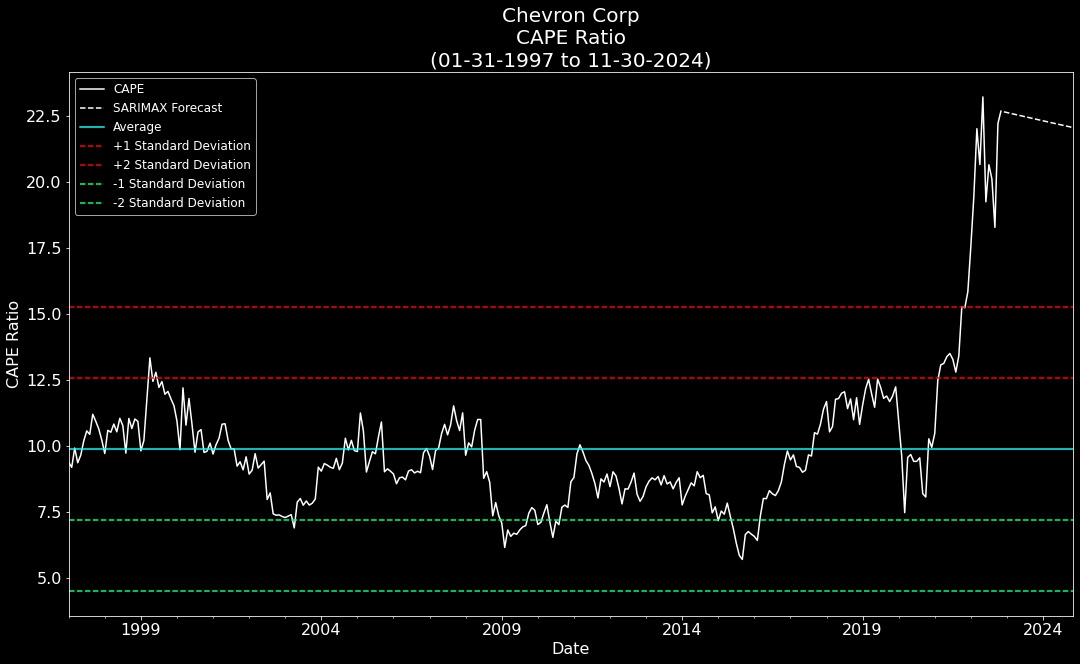 Chevron Corp
CAPE Ratio
(01-31-1997 to 11-30-2024)
CAPE
SARIMAX Forecast
Average
+1 Standard Deviation
+2 Standard Deviation
-1 Standard Deviation
-2 Standard Deviation
22.5
20.0
17.5
15.0
12.5
10.0
7.5
5.0
CAPE Ratio
1999
2004
2009
2014
2019
2024
Date